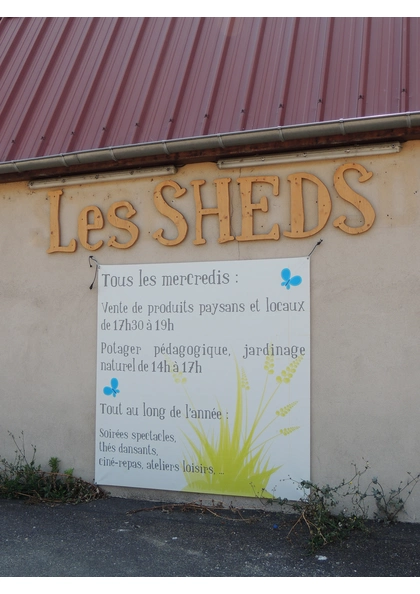 Les SHEDS
Tous les mercredis :
Vente de produits paysans et locaux
de 17h30 à 19h
Potager pédagogique, jardinage
naturel de 14h à 17h
Tout au long de l'année :
Soirées spectacles,
thés dansants,
ciné-repas, ateliers loisirs, ...